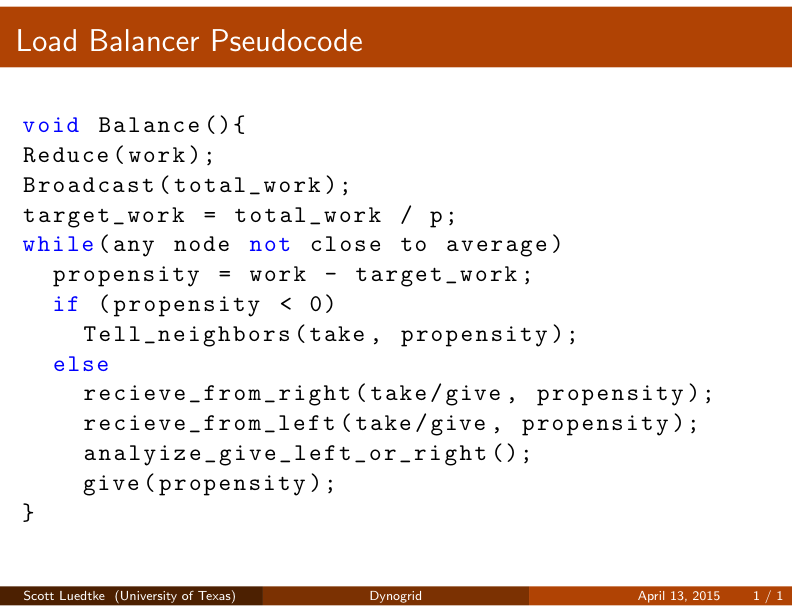 Load Balancer Pseudocode
void Balance(){
Reduce(work);
Broadcast(total_work);
target_work = total_work / p;
while(any node not close to average)
  propensity = work - target_work;
  if (propensity < 0)
    Tell_neighbors(take, propensity);
  else
    recieve_from_right(take/give, propensity);
    recieve_from_left(take/give, propensity);
    analyize_give_left_or_right();
    give(propensity);
}
Scott Luedtke (University of Texas) Dynogrid April 13, 2015 1 / 1